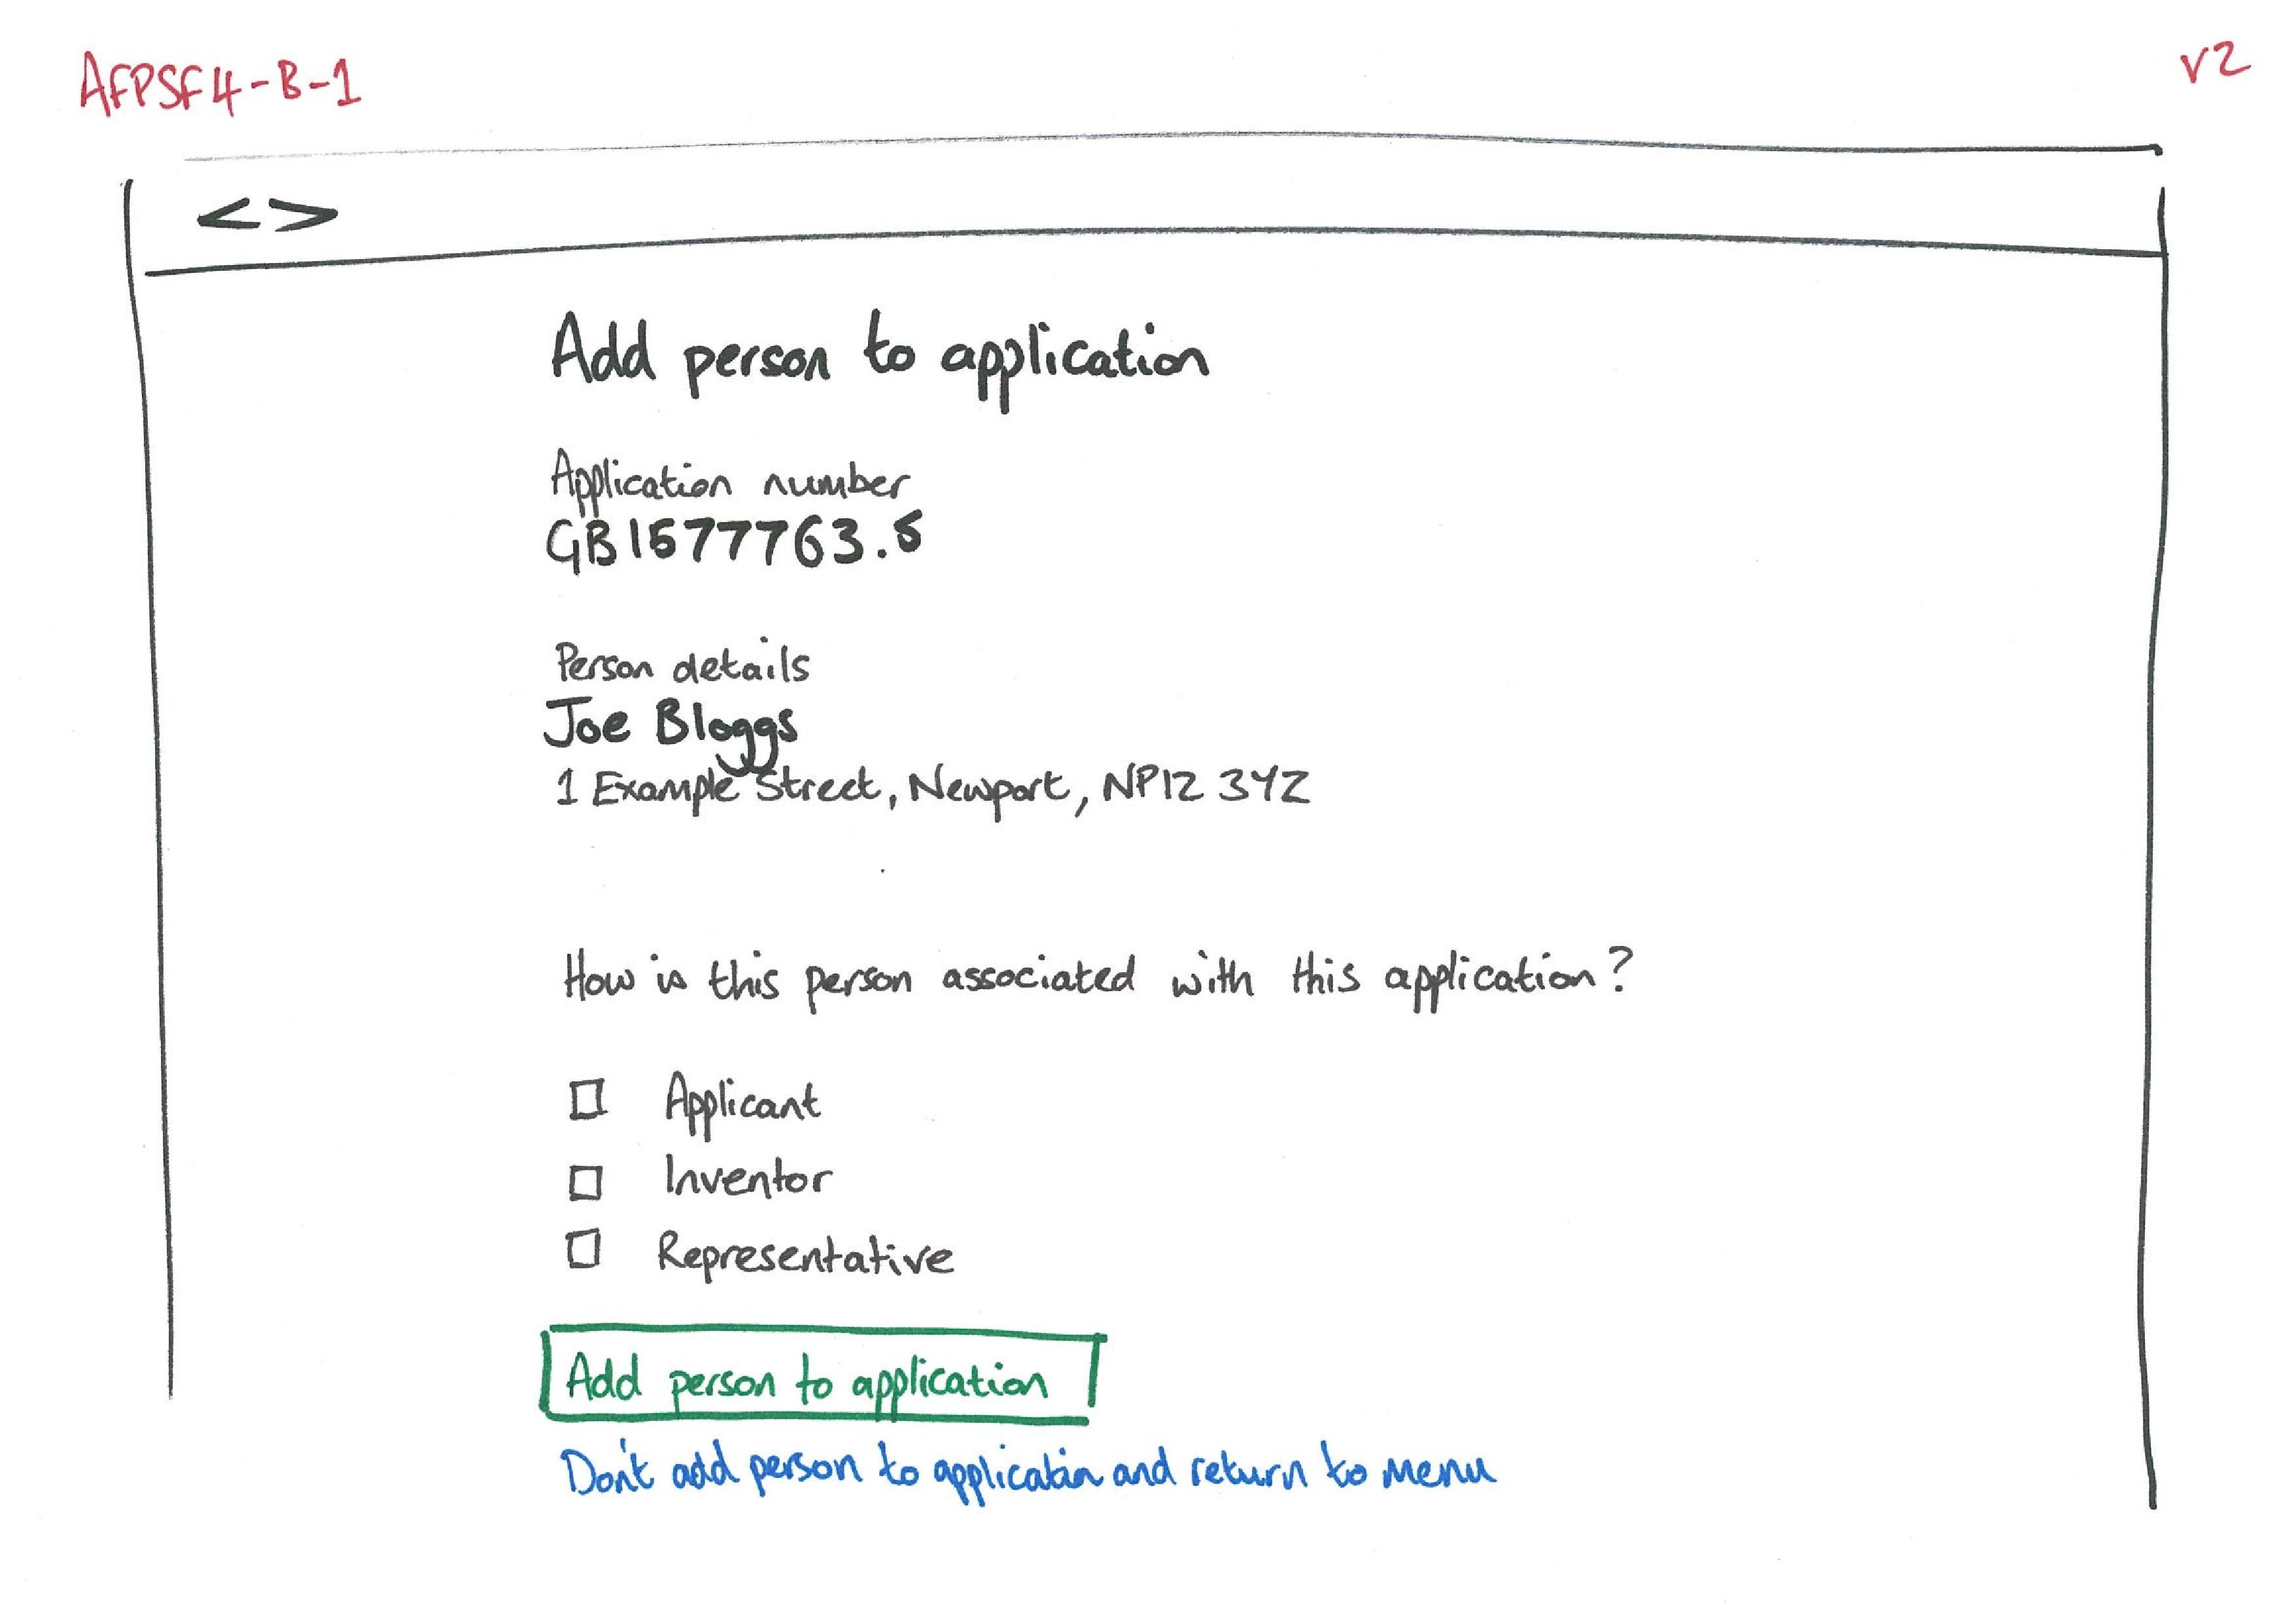 AFPSF4-B-1
v2
<>
Add person to application
Application number
GB1577763.5
Person details
Joe Bloggs
1 Example Street, Newport, NP12 3YZ
How is this person associated with this application?
Applicant
Inventor
Representative
Add person to application
Don't add person to application and return to menu